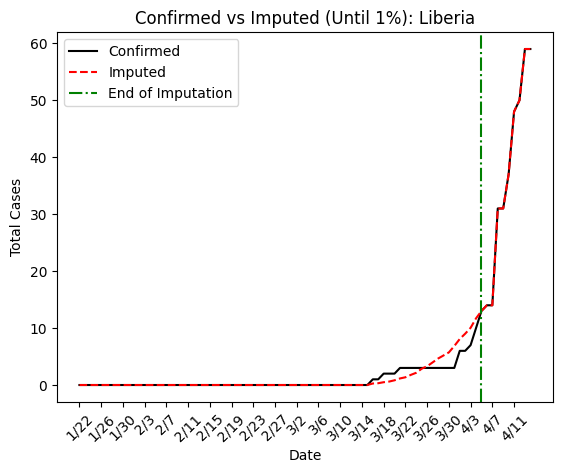 Confirmed vs Imputed (Until 1%): Liberia
Confirmed
Imputed
End of Imputation
Total Cases
60
50
40
30
20
10
0
1/22 1/26 1/30 2/3 2/7 2/11 2/15 2/19 2/23 2/27 3/2 3/6 3/10 3/14 3/18 3/22 3/26 3/30 4/3 4/7 4/11
Date